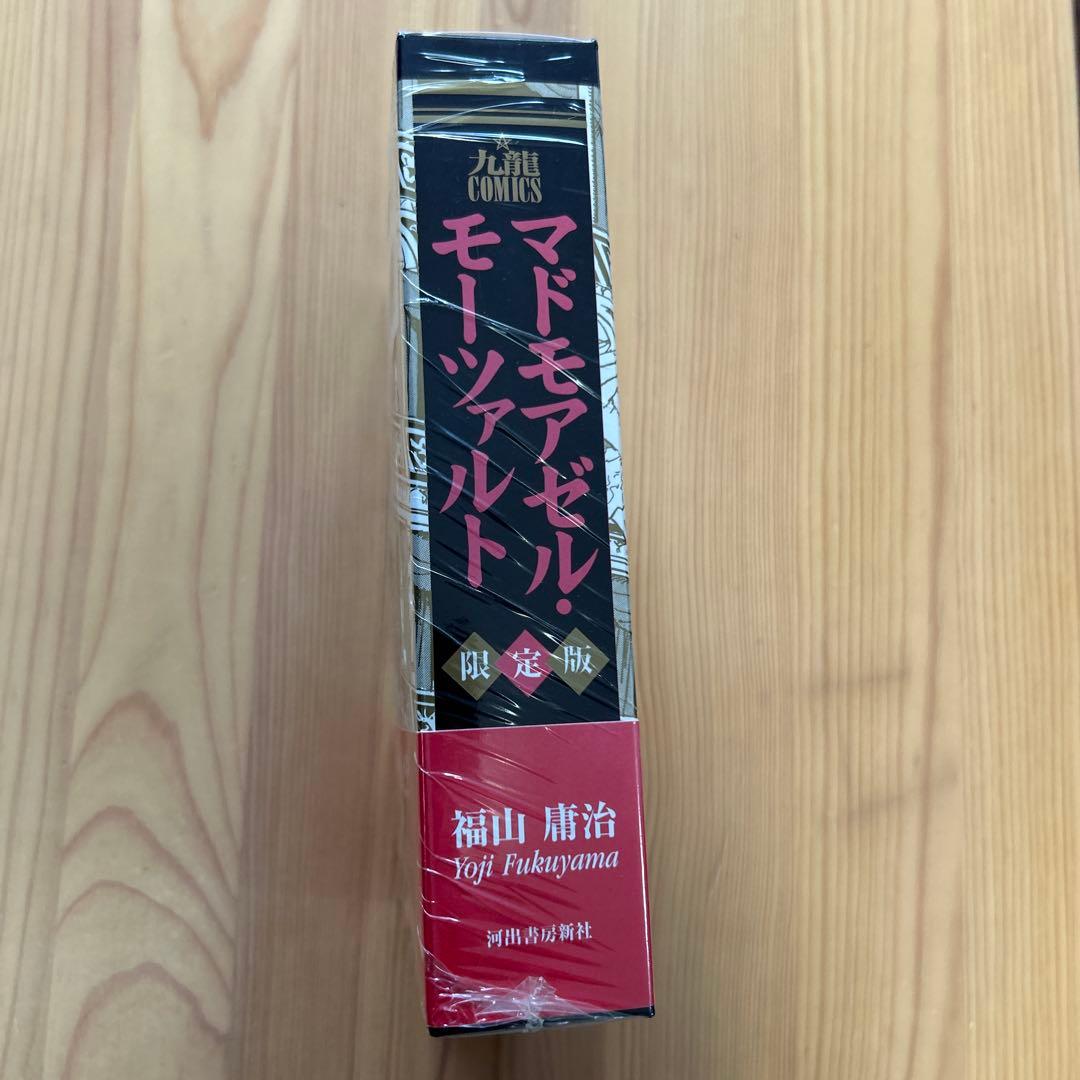 九龍
COMICS
マドモアゼル・
モーツァルト
限定版
福山 庸治
Yoji Fukuyama
河出書房新社